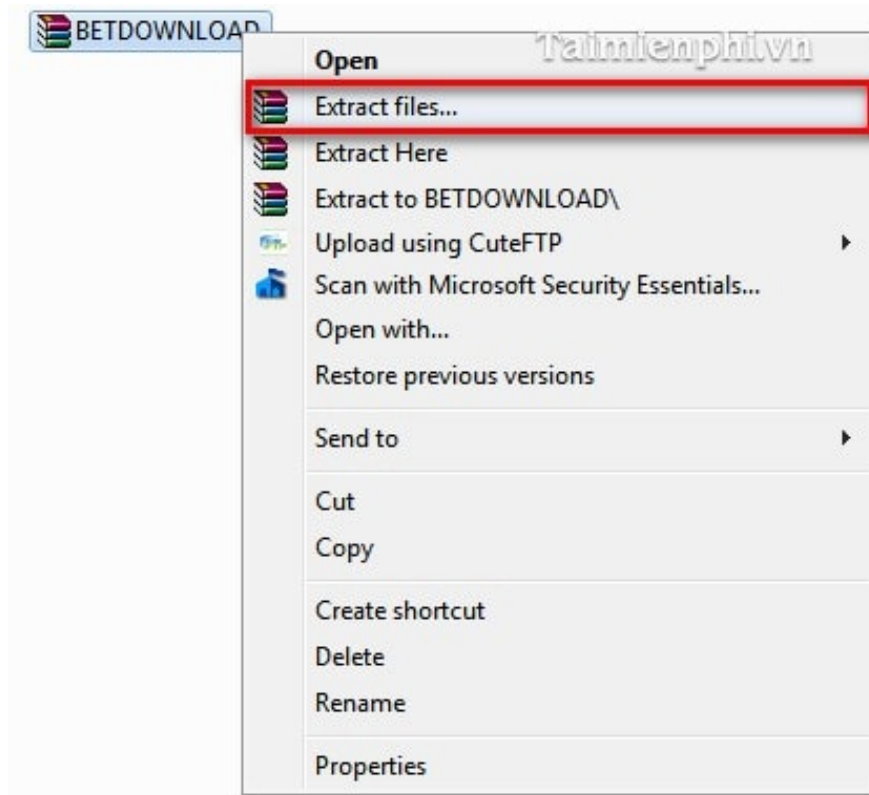 BETDOWNLOAD
Taimienphi.vn
Open
Extract files...
Extract Here
Extract to BETDOWNLOAD\
Upload using CuteFTP
Scan with Microsoft Security Essentials...
Open with...
Restore previous versions
Send to
Cut
Copy
Create shortcut
Delete
Rename
Properties